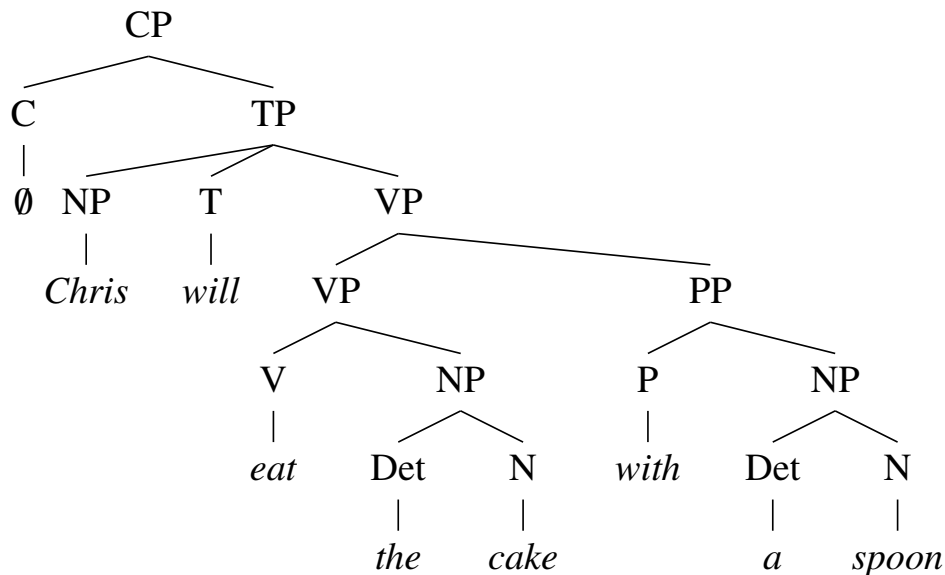 CP
C TP
∅ NP T VP
Chris will VP PP
V NP P NP
eat Det N with Det N
the cake a spoon